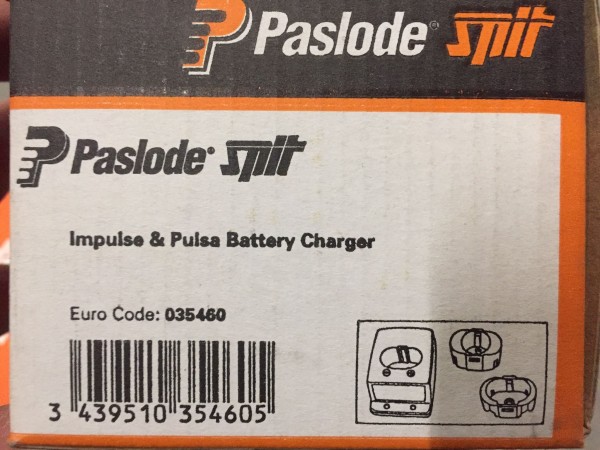 Paslode® Spit
Paslode® Spit
Impulse & Pulsa Battery Charger
Euro Code: 035460
3 439510 354605